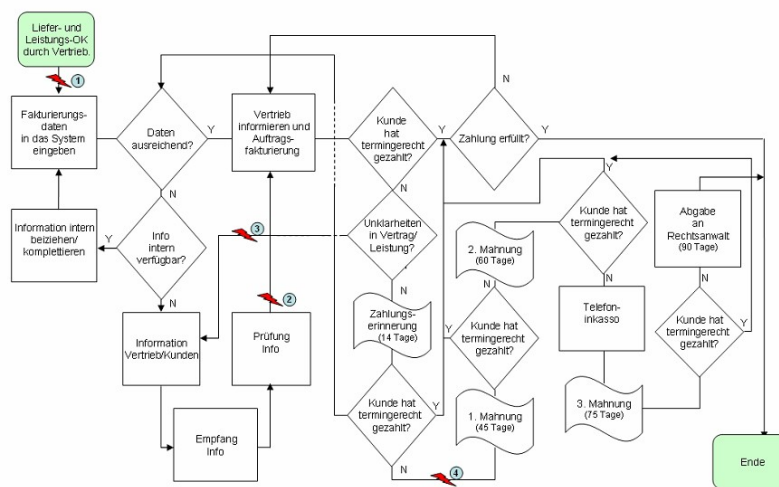 Liefer- und
Leistungs-OK
durch Vertrieb.
1
Fakturierungs-
daten
in das System
eingeben
Daten
ausreichend?
Y
N
Vertrieb
informieren und
Auftrags-
fakturierung
Kunde
hat
termingerecht
gezahlt?
Y
N
Zahlung erfüllt?
N
Y
Information intern
beiziehen/
komplettieren
Y
Info
intern
verfügbar?
N
3
Unklarheiten
in Vertrag/
Leistung?
N
2. Mahnung
(60 Tage)
Y
Kunde hat
termingerecht
gezahlt?
N
Abgabe
an
Rechtsanwalt
(90 Tage)
Y
N
Information
Vertrieb/Kunden
2
Prüfung
Info
Zahlungs-
erinnerung
(14 Tage)
Y
N
Kunde hat
termingerecht
gezahlt?
Telefon-
inkasso
Kunde hat
termingerecht
gezahlt?
Empfang
Info
Kunde hat
termingerecht
gezahlt?
Y
N
4
1. Mahnung
(45 Tage)
3. Mahnung
(75 Tage)
Ende